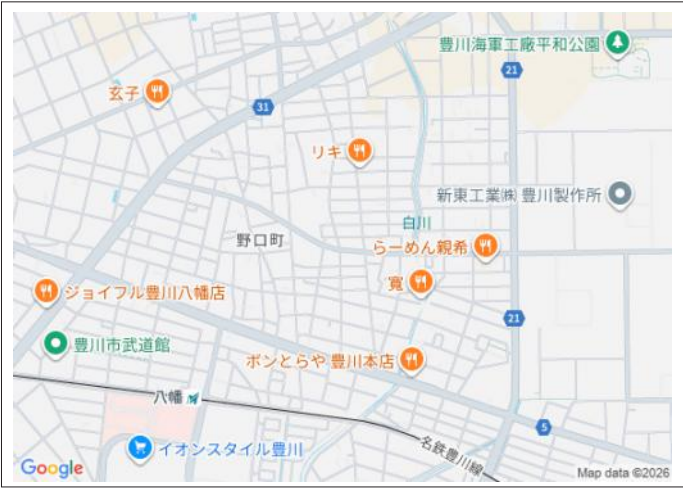 豊川海軍工廠平和公園
21
玄子
31
リキ
新東工業㈱ 豊川製作所
白川
野口町
らーめん親希
寛
ジョイフル豊川八幡店
21
豊川市武道館
ボンとらや 豊川本店
八幡
5
イオンスタイル豊川
名鉄豊川線
Google
Map data ©2026